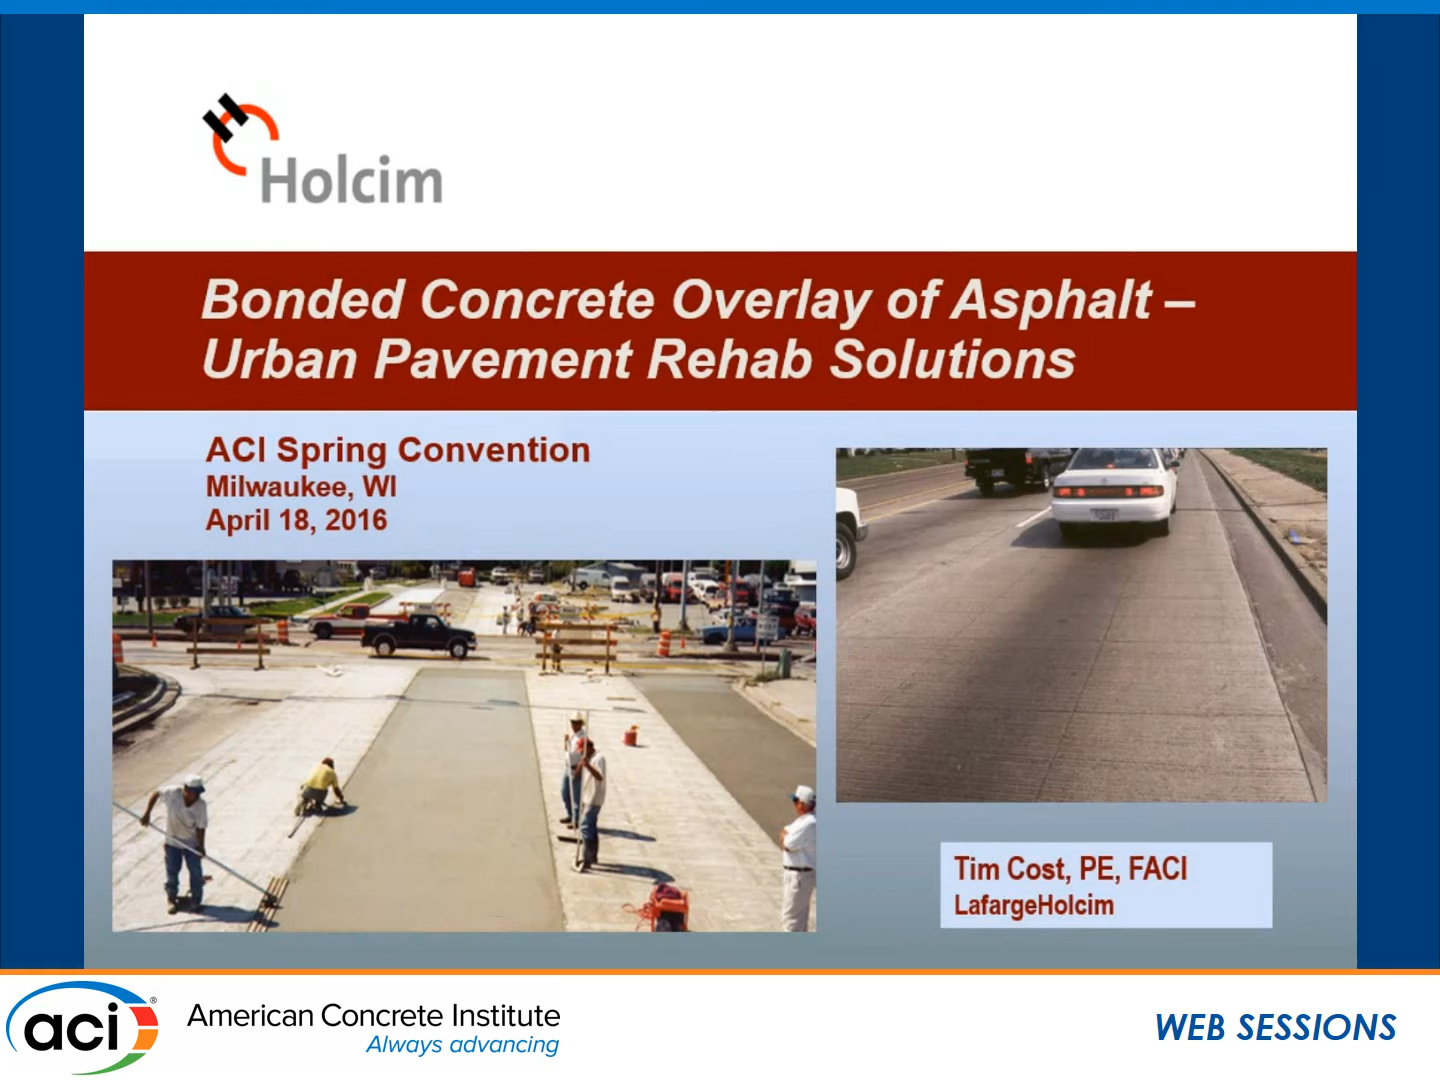 Holcim
Bonded Concrete Overlay of Asphalt –
Urban Pavement Rehab Solutions
ACI Spring Convention
Milwaukee, WI
April 18, 2016
Tim Cost, PE, FACI
LafargeHolcim
aci®
American Concrete Institute
Always advancing
WEB SESSIONS